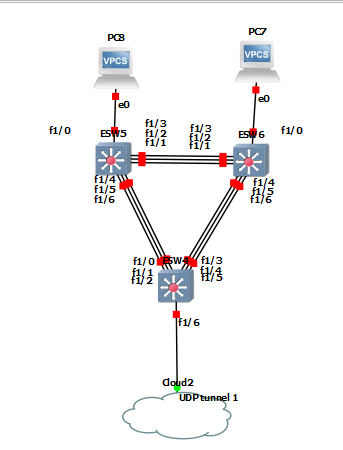 PC8
PC7
VPCS
VPCS
e0
e0
f1/0
f1/3
f1/2
f1/1
f1/3
f1/2
f1/1
f1/0
ESW5
ESW6
f1/4
f1/5
f1/6
f1/4
f1/5
f1/6
f1/0
f1/1
f1/2
f1/3
f1/4
f1/5
f1/6
Cloud2
UDP tunnel 1